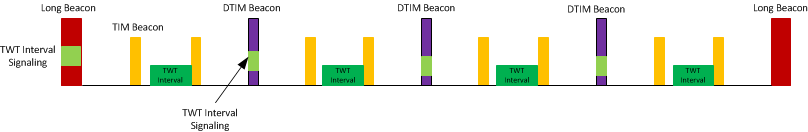 Long Beacon
DTIM Beacon
DTIM Beacon
DTIM Beacon
Long Beacon
TIM Beacon
TWT Interval
Signaling
TWT
Interval
TWT
Interval
TWT
Interval
TWT
Interval
TWT Interval
Signaling